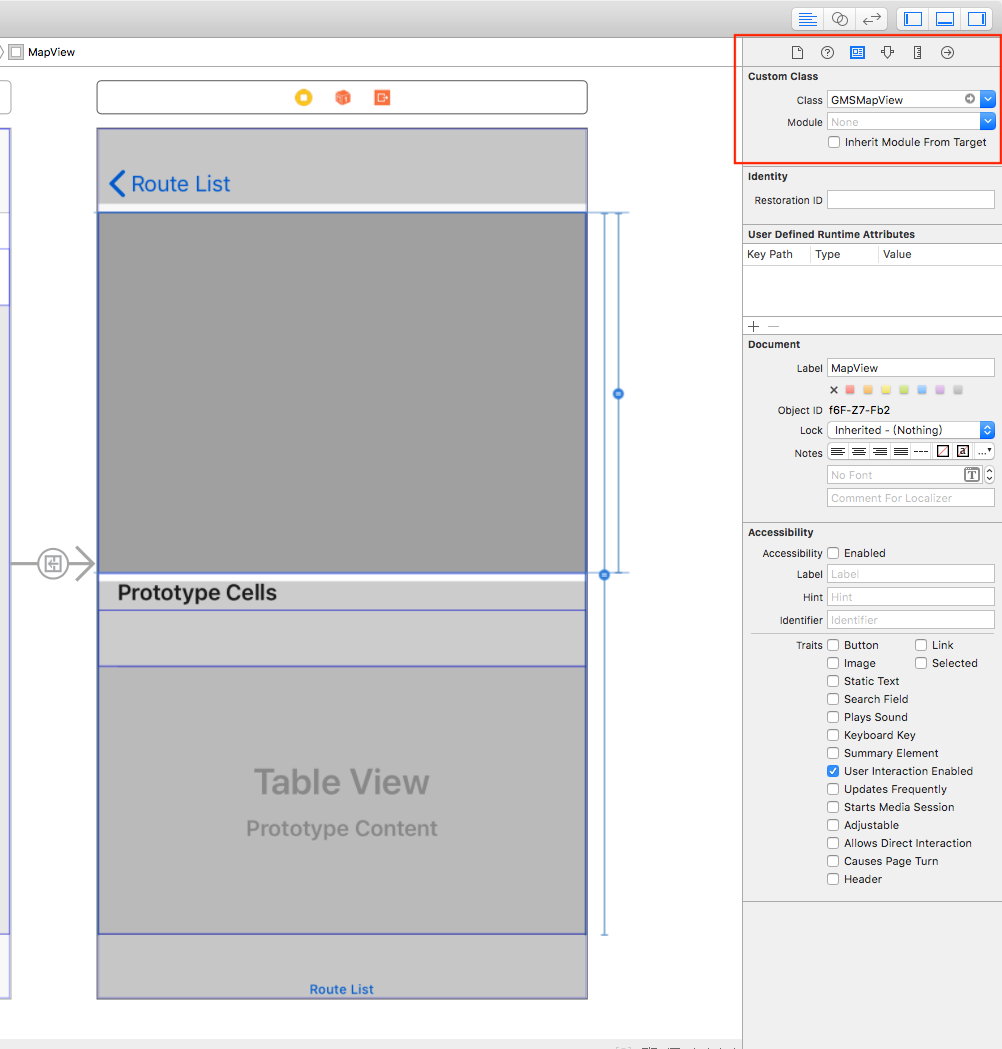 MapView
Custom Class
Class GMSMapView
Module None
Inherit Module From Target
Route List
Identity
Restoration ID
User Defined Runtime Attributes
Key Path Type Value
Document
Label MapView
Object ID f6F-Z7-Fb2
Lock Inherited - (Nothing)
Notes
No Font
Comment For Localizer
Prototype Cells
Table View
Prototype Content
Route List
Accessibility
Accessibility Enabled
Label Label
Hint Hint
Identifier Identifier
Traits Button Link
Image Selected
Static Text
Search Field
Plays Sound
Keyboard Key
Summary Element
User Interaction Enabled
Updates Frequently
Starts Media Session
Adjustable
Allows Direct Interaction
Causes Page Turn
Header